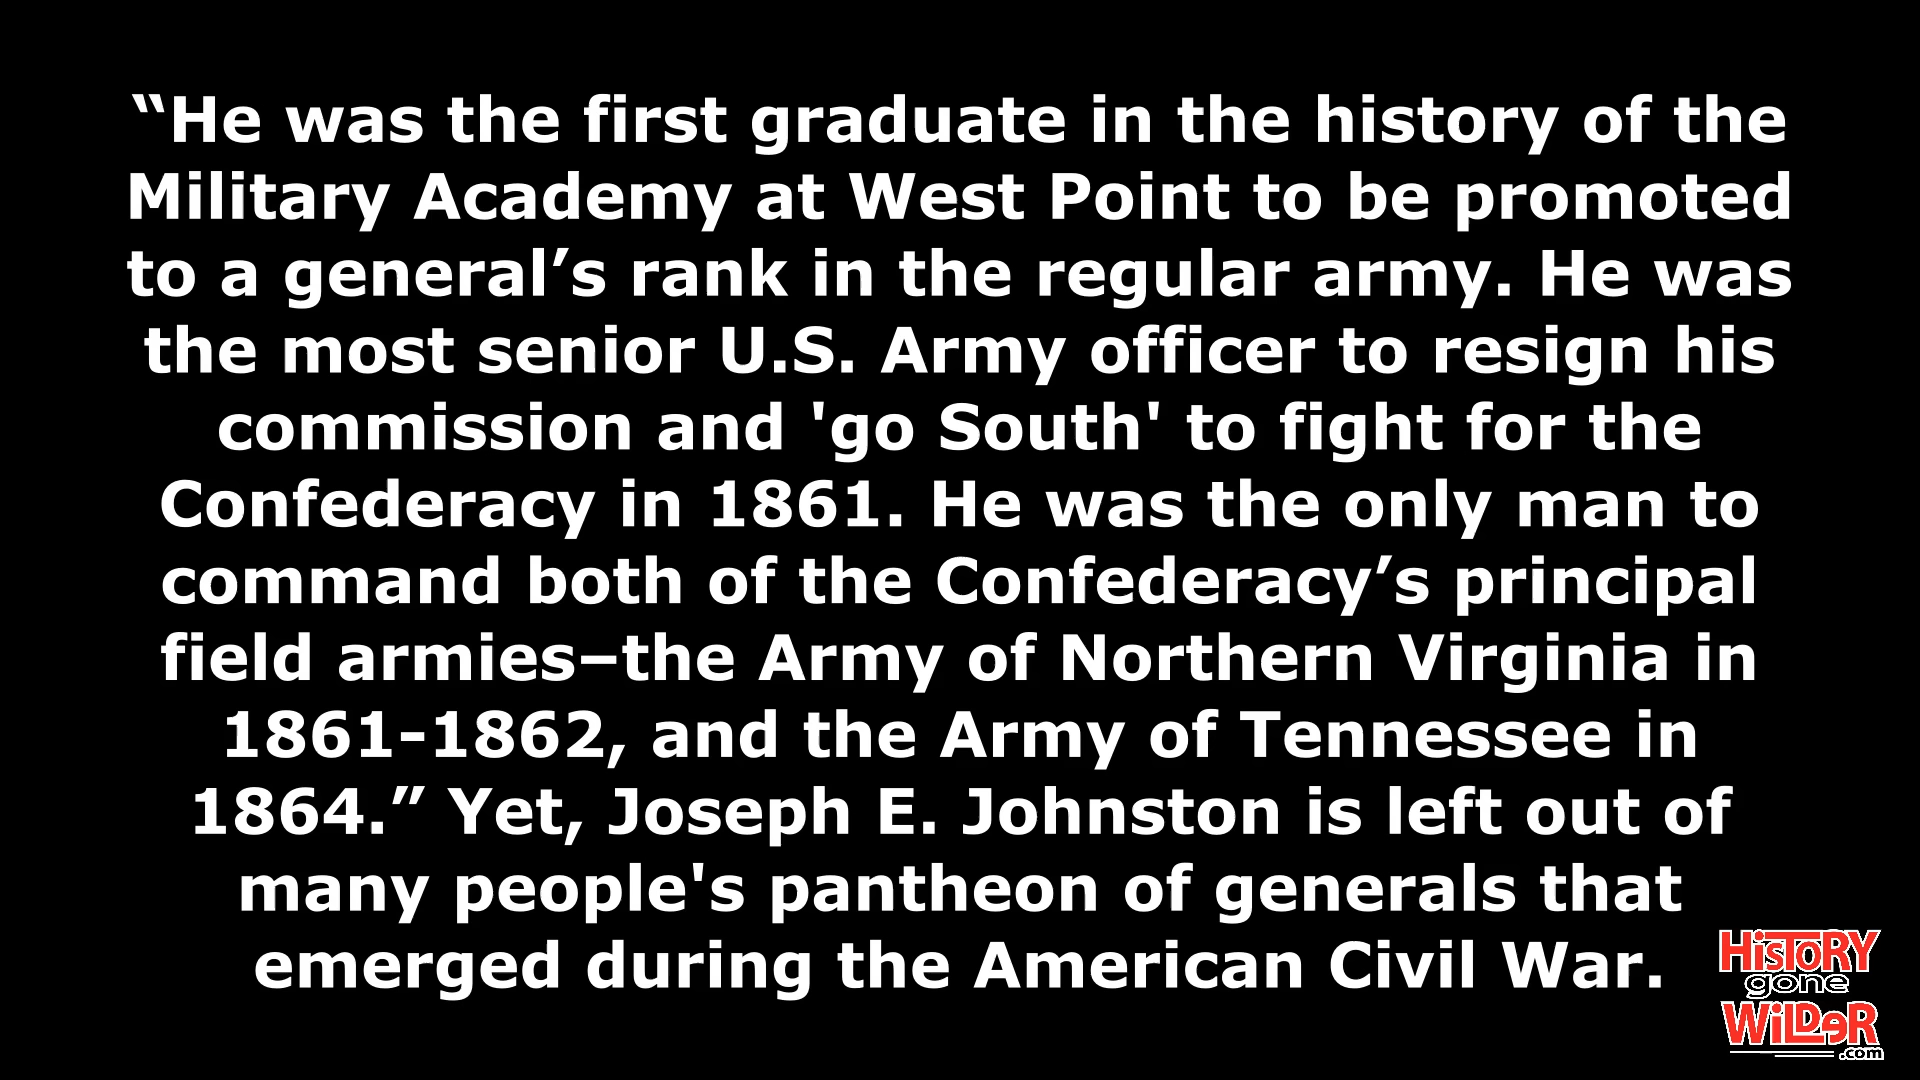 “He was the first graduate in the history of the
Military Academy at West Point to be promoted
to a general’s rank in the regular army. He was
the most senior U.S. Army officer to resign his
commission and 'go South' to fight for the
Confederacy in 1861. He was the only man to
command both of the Confederacy’s principal
field armies–the Army of Northern Virginia in
1861-1862, and the Army of Tennessee in
1864.” Yet, Joseph E. Johnston is left out of
many people's pantheon of generals that
emerged during the American Civil War.
HiSTORY
gone
WiLDeR
.com